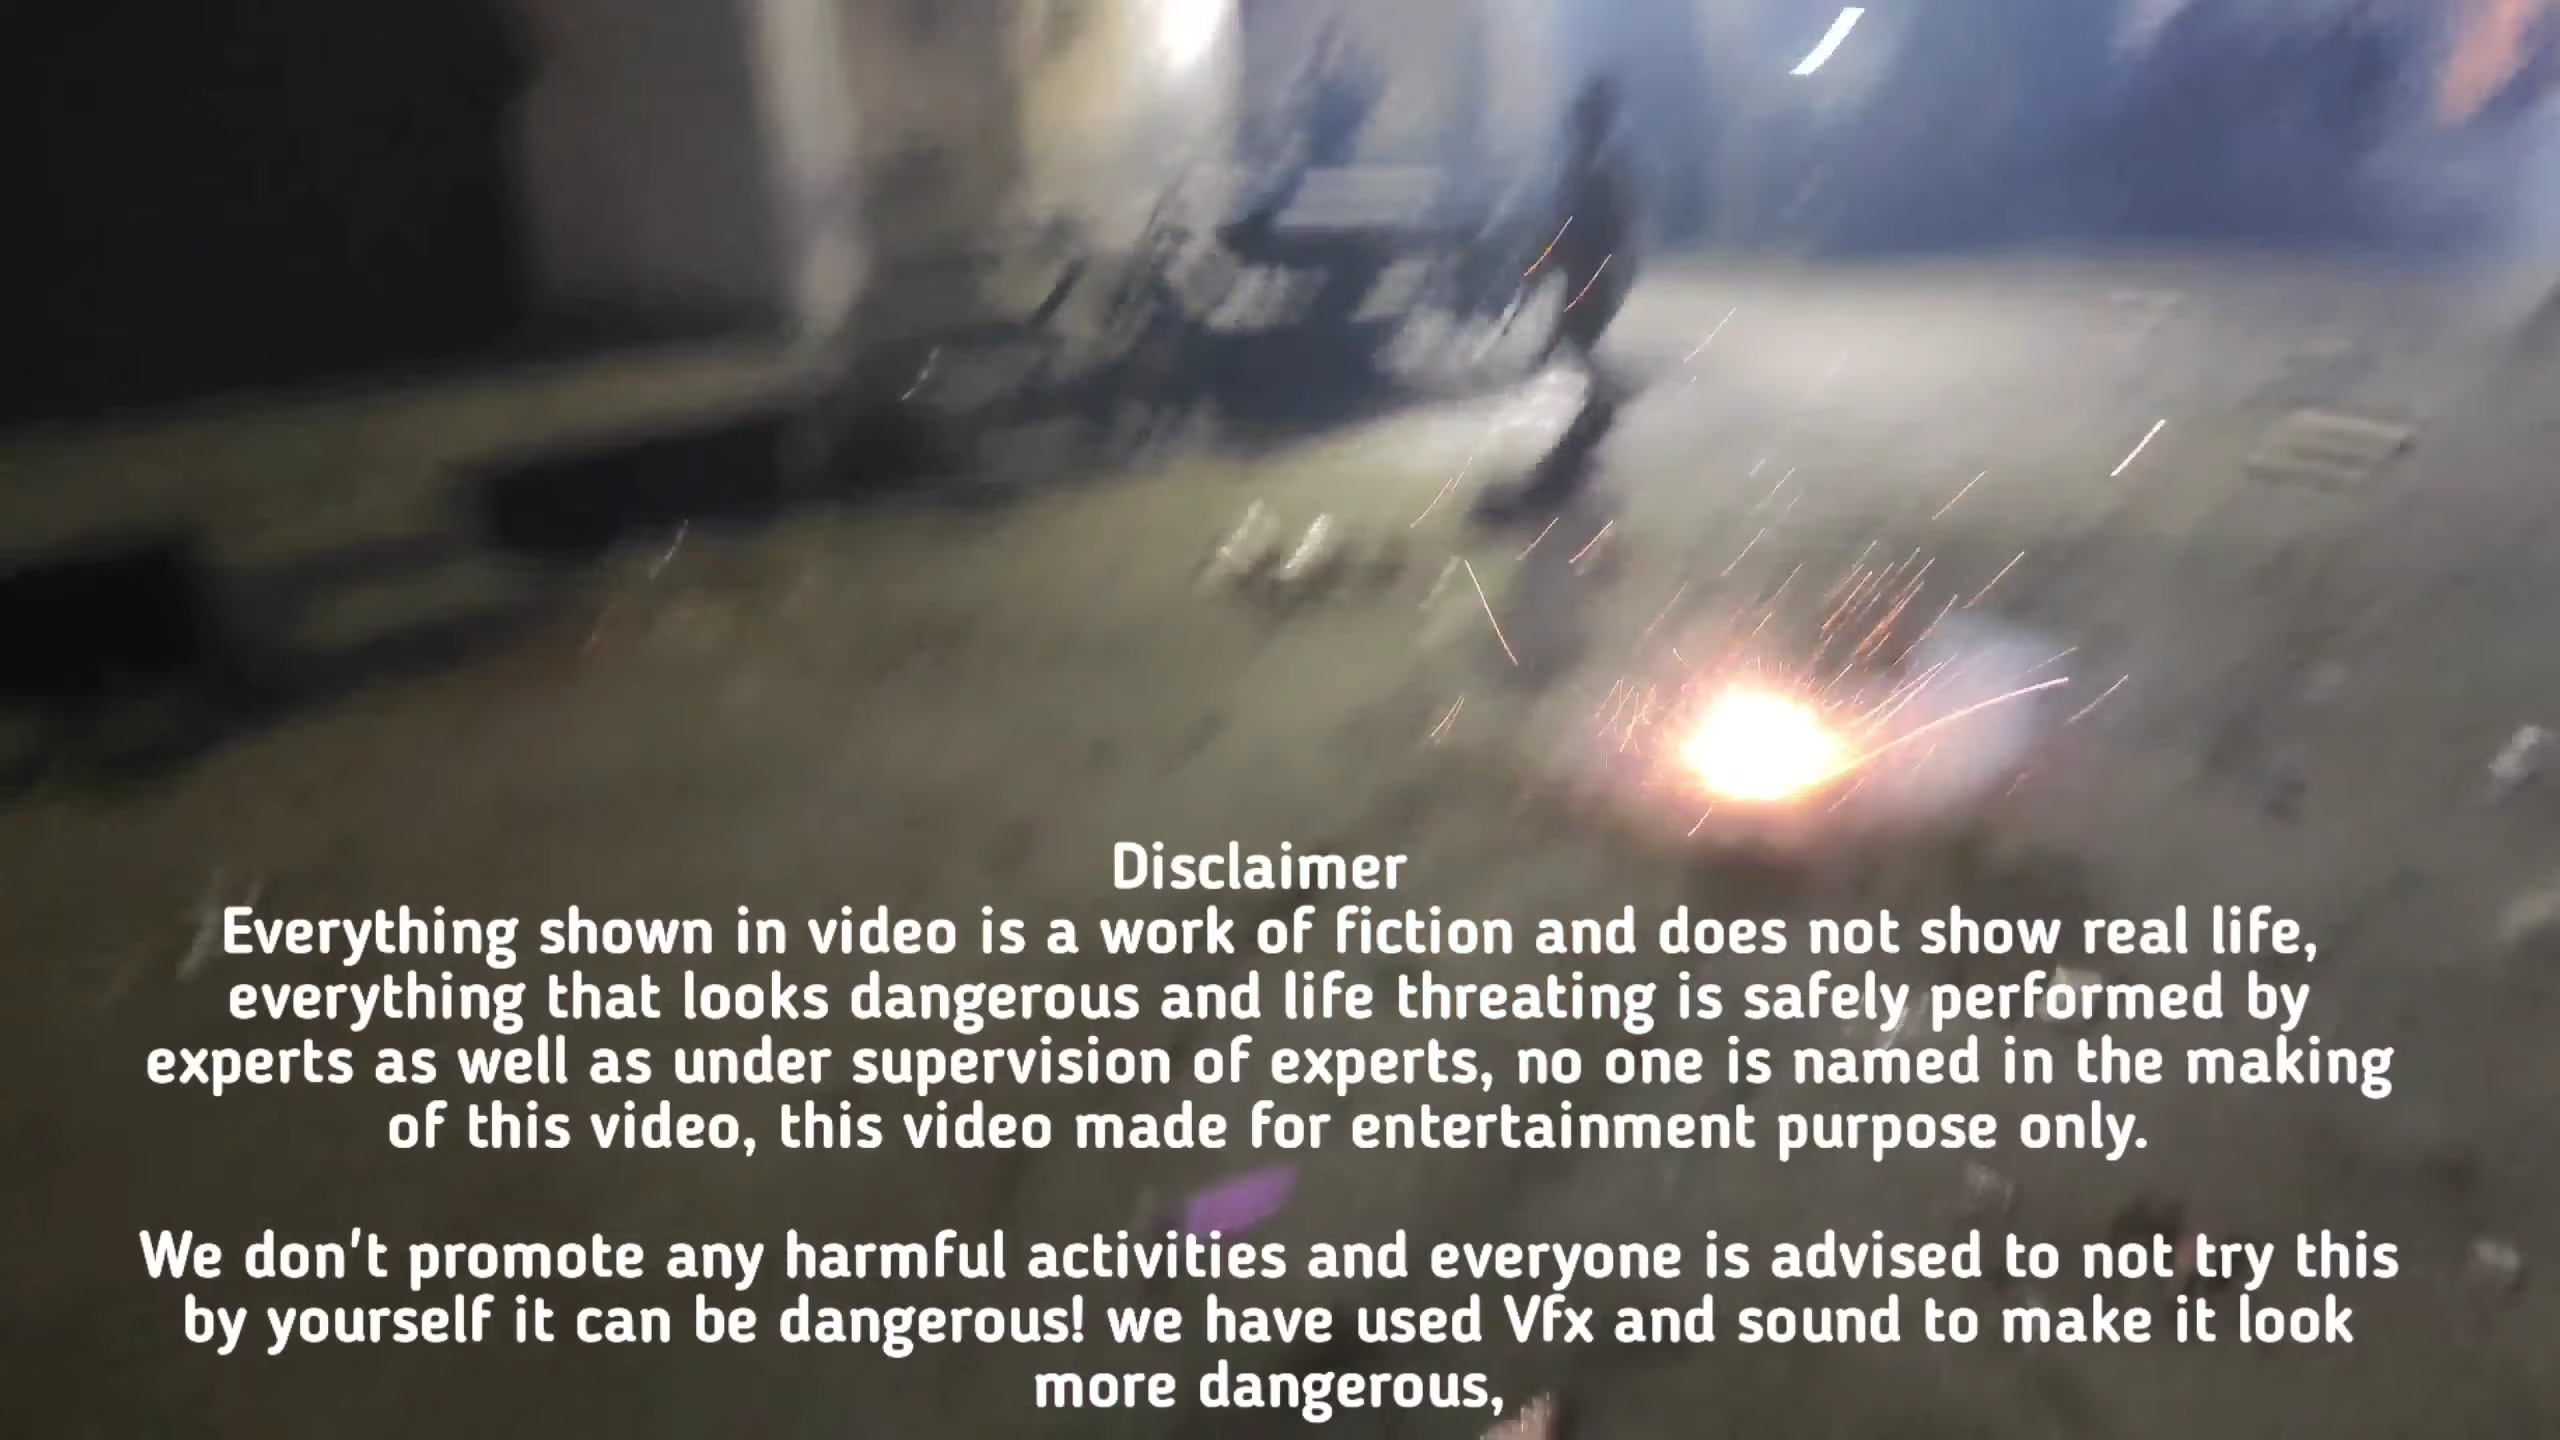 Disclaimer
Everything shown in video is a work of fiction and does not show real life,
everything that looks dangerous and life threating is safely performed by
experts as well as under supervision of experts, no one is named in the making
of this video, this video made for entertainment purpose only.
We don't promote any harmful activities and everyone is advised to not try this
by yourself it can be dangerous! we have used Vfx and sound to make it look
more dangerous,